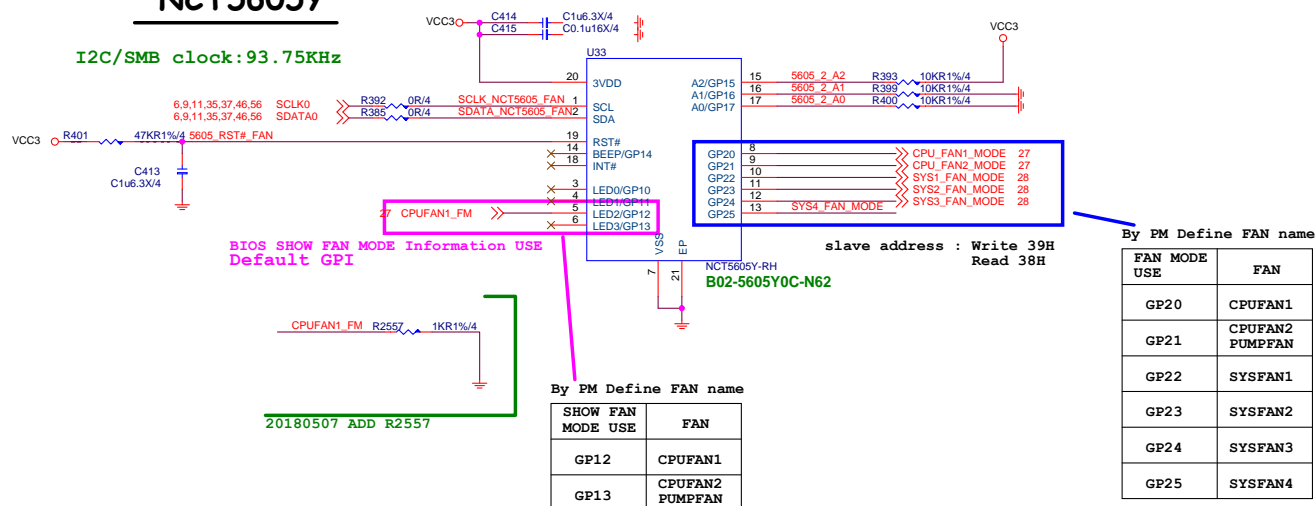 NCT5605Y
I2C/SMB clock:93.75KHz
VCC3
C414
C1u6.3X/4
C415
C0.1u16X/4
VCC3
U33
20
3VDD
6,9,11,35,37,46,56 SCLK0
R392
0R/4
SCLK_NCT5605_FAN
1
SCL
6,9,11,35,37,46,56 SDATA0
R385
0R/4
SDATA_NCT5605_FAN
2
SDA
VCC3
R401
47KR1%/4
5605_RST#_FAN
19
RST#
14
BEEP/GP14
18
INT#
C413
C1u6.3X/4
3
LED0/GP10
4
LED1/GP11
27 CPUFAN1_FM
5
LED2/GP12
6
LED3/GP13
A2/GP15
15
5605_2_A2
R393
10KR1%/4
A1/GP16
16
5605_2_A1
R399
10KR1%/4
A0/GP17
17
5605_2_A0
R400
10KR1%/4
GP20
8
CPU_FAN1_MODE 27
GP21
9
CPU_FAN2_MODE 27
GP22
10
SYS1_FAN_MODE 28
GP23
11
SYS2_FAN_MODE 28
GP24
12
SYS3_FAN_MODE 28
GP25
13
SYS4_FAN_MODE
VSS
EP
7
21
NCT5605Y-RH
B02-5605Y0C-N62
BIOS SHOW FAN MODE Information USE
Default GPI
slave address : Write 39H
Read 38H
CPUFAN1_FM
R2557
1KR1%/4
20180507 ADD R2557
By PM Define FAN name
SHOW FAN MODE USE
FAN
GP12
CPUFAN1
GP13
CPUFAN2
PUMPFAN
By PM Define FAN name
FAN MODE USE
FAN
GP20
CPUFAN1
GP21
CPUFAN2
PUMPFAN
GP22
SYSFAN1
GP23
SYSFAN2
GP24
SYSFAN3
GP25
SYSFAN4